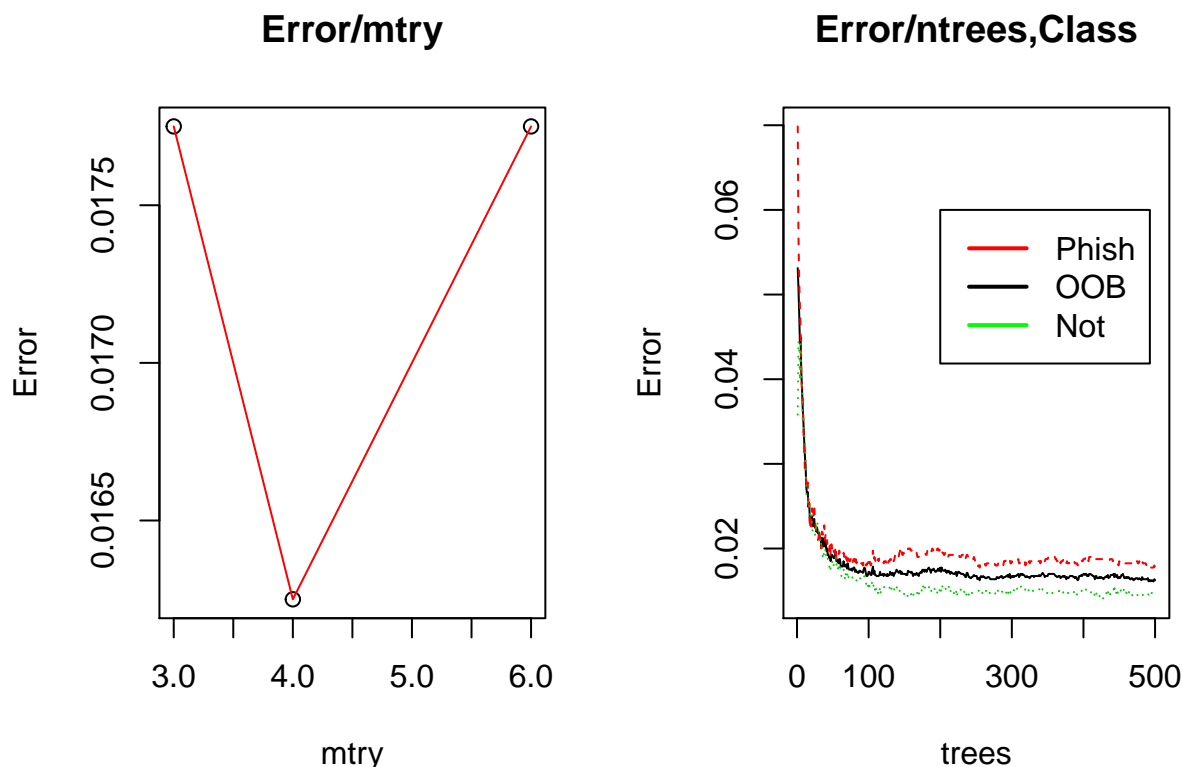 Error/mtry
Error
0.0175
0.0170
0.0165
3.0 4.0 5.0 6.0
mtry
Error/ntrees,Class
Error
0.06
0.04
0.02
Phish
OOB
Not
0 100 300 500
trees